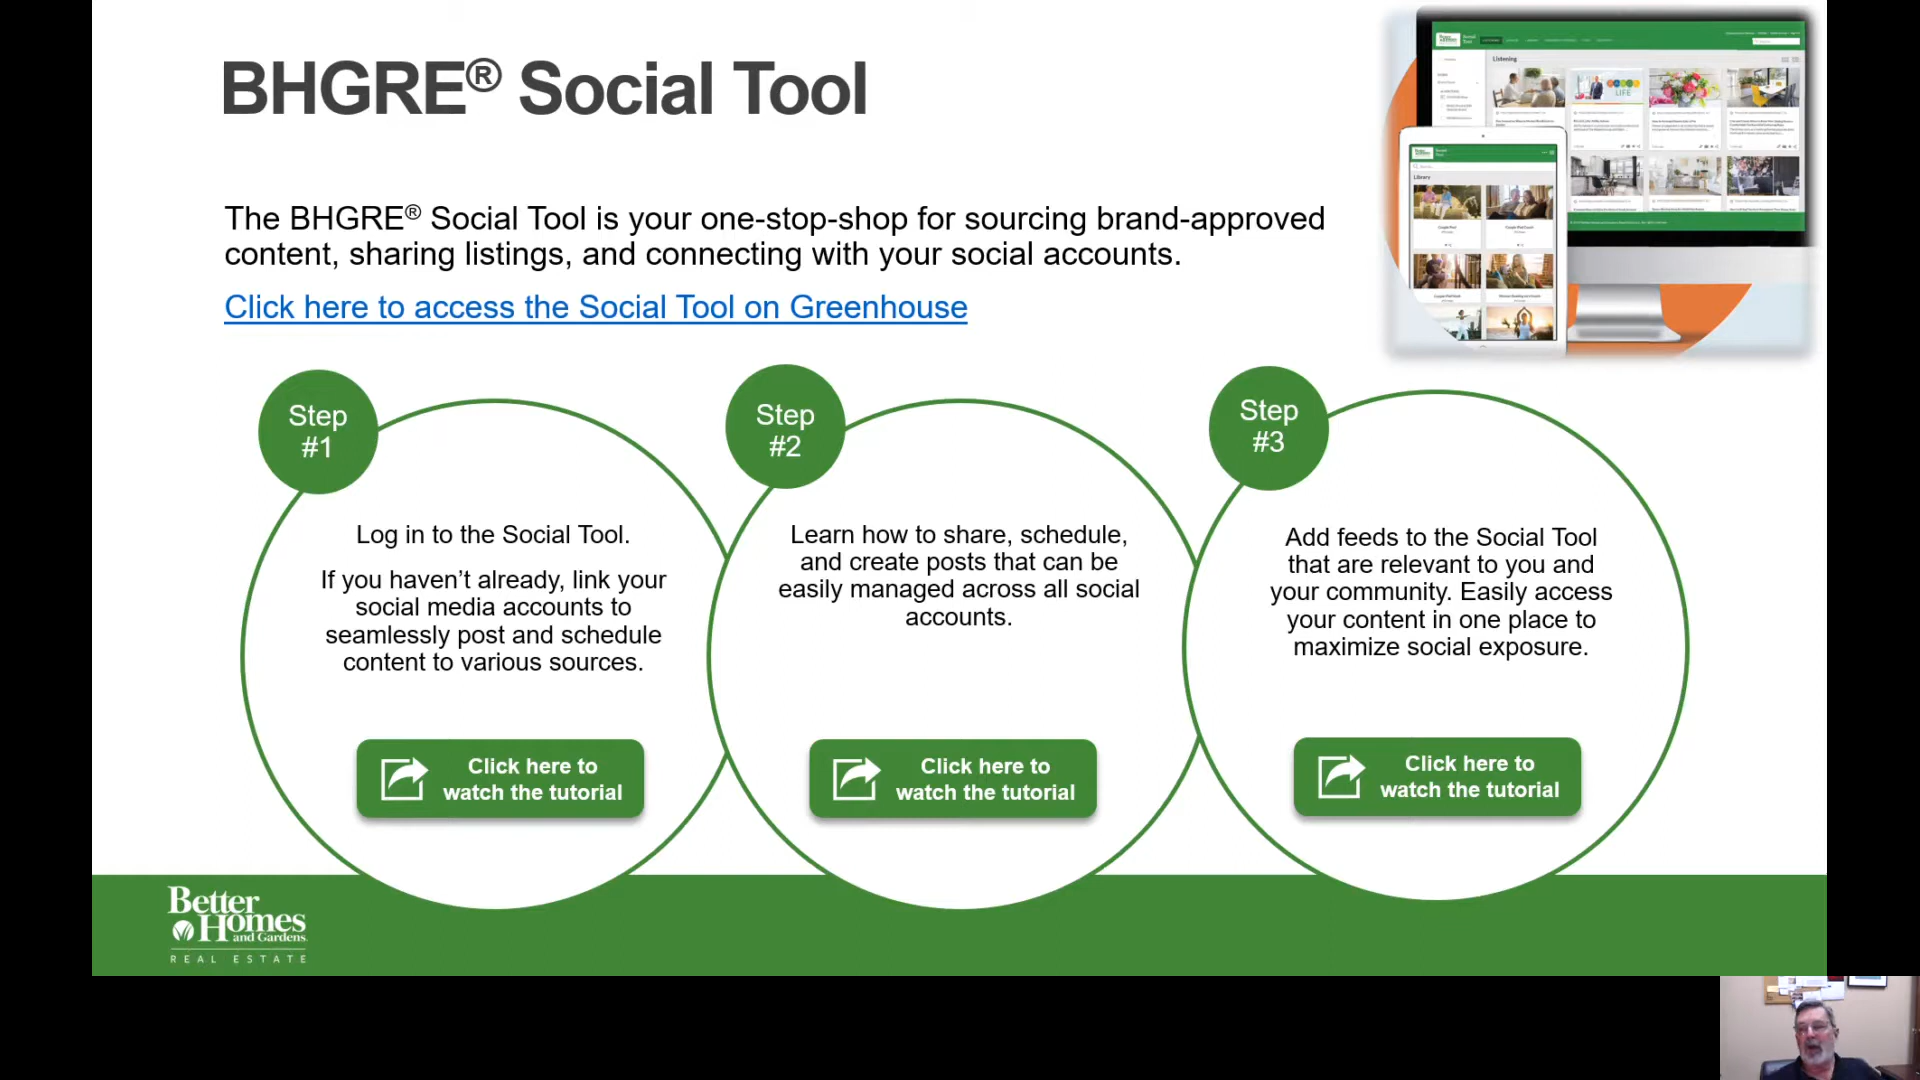 BHGRE® Social Tool
The BHGRE® Social Tool is your one-stop-shop for sourcing brand-approved
content, sharing listings, and connecting with your social accounts.
Click here to access the Social Tool on Greenhouse
Listening
LIFE
Library
Step
#1
Log in to the Social Tool.
If you haven’t already, link your
social media accounts to
seamlessly post and schedule
content to various sources.
Click here to
watch the tutorial
Step
#2
Learn how to share, schedule,
and create posts that can be
easily managed across all social
accounts.
Click here to
watch the tutorial
Step
#3
Add feeds to the Social Tool
that are relevant to you and
your community. Easily access
your content in one place to
maximize social exposure.
Click here to
watch the tutorial
Better
Homes
and Gardens
REAL ESTATE